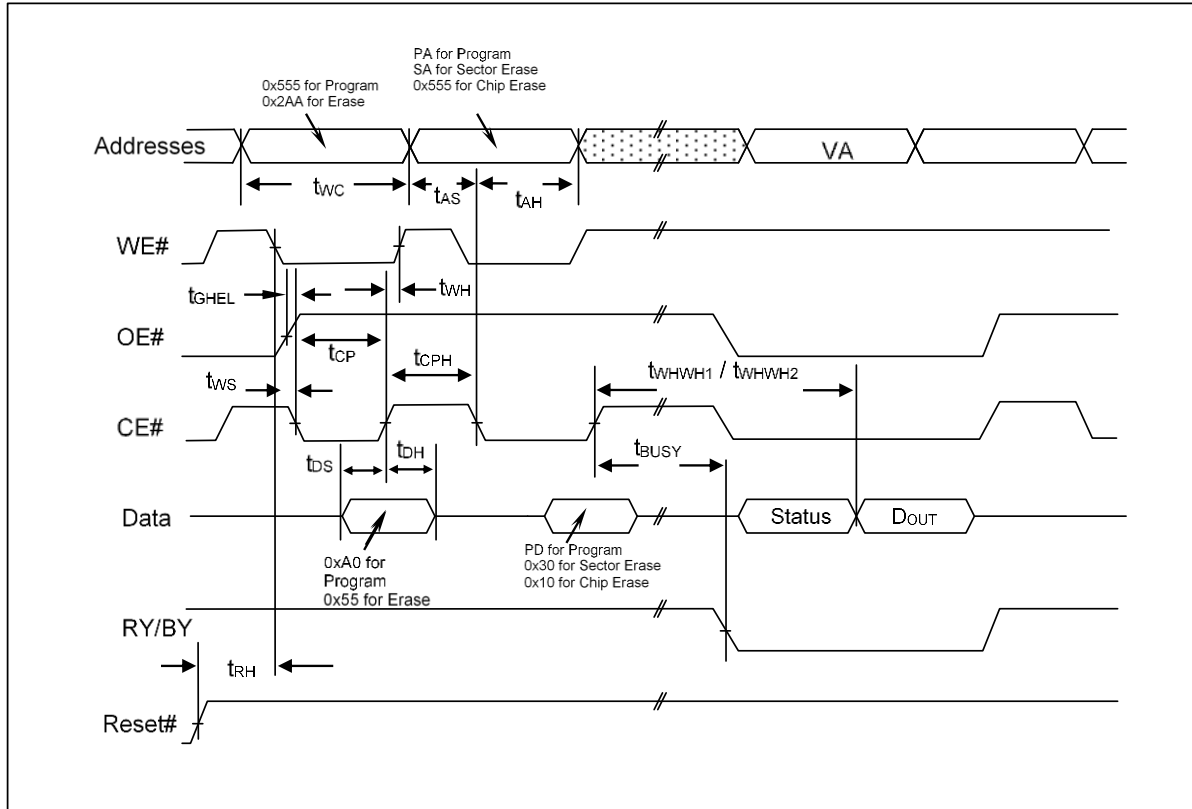 PA for Program
SA for Sector Erase
0x555 for Chip Erase
0x555 for Program
0x2AA for Erase
Addresses
VA
tWC
tAS
tAH
WE#
tGHEL
tWH
OE#
tCP
tCPH
tWHWH1 / tWHWH2
tWS
CE#
tDS
tDH
tBUSY
Data
Status
DOUT
0xA0 for
Program
0x55 for Erase
PD for Program
0x30 for Sector Erase
0x10 for Chip Erase
RY/BY
tRH
Reset#